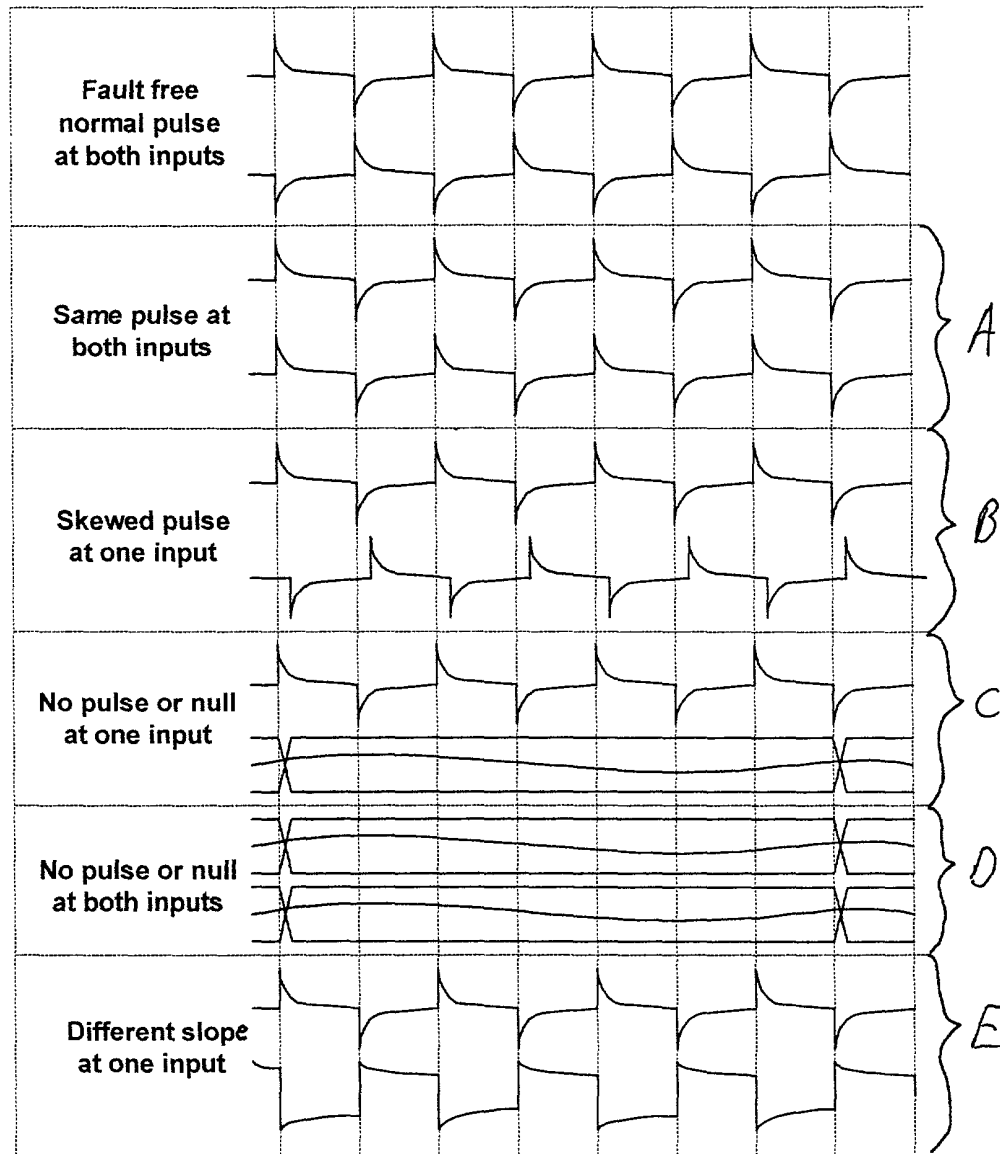 Fault free
normal pulse
at both inputs
Same pulse at
both inputs
A
Skewed pulse
at one input
B
No pulse or null
at one input
C
No pulse or null
at both inputs
D
Different slope
at one input
E